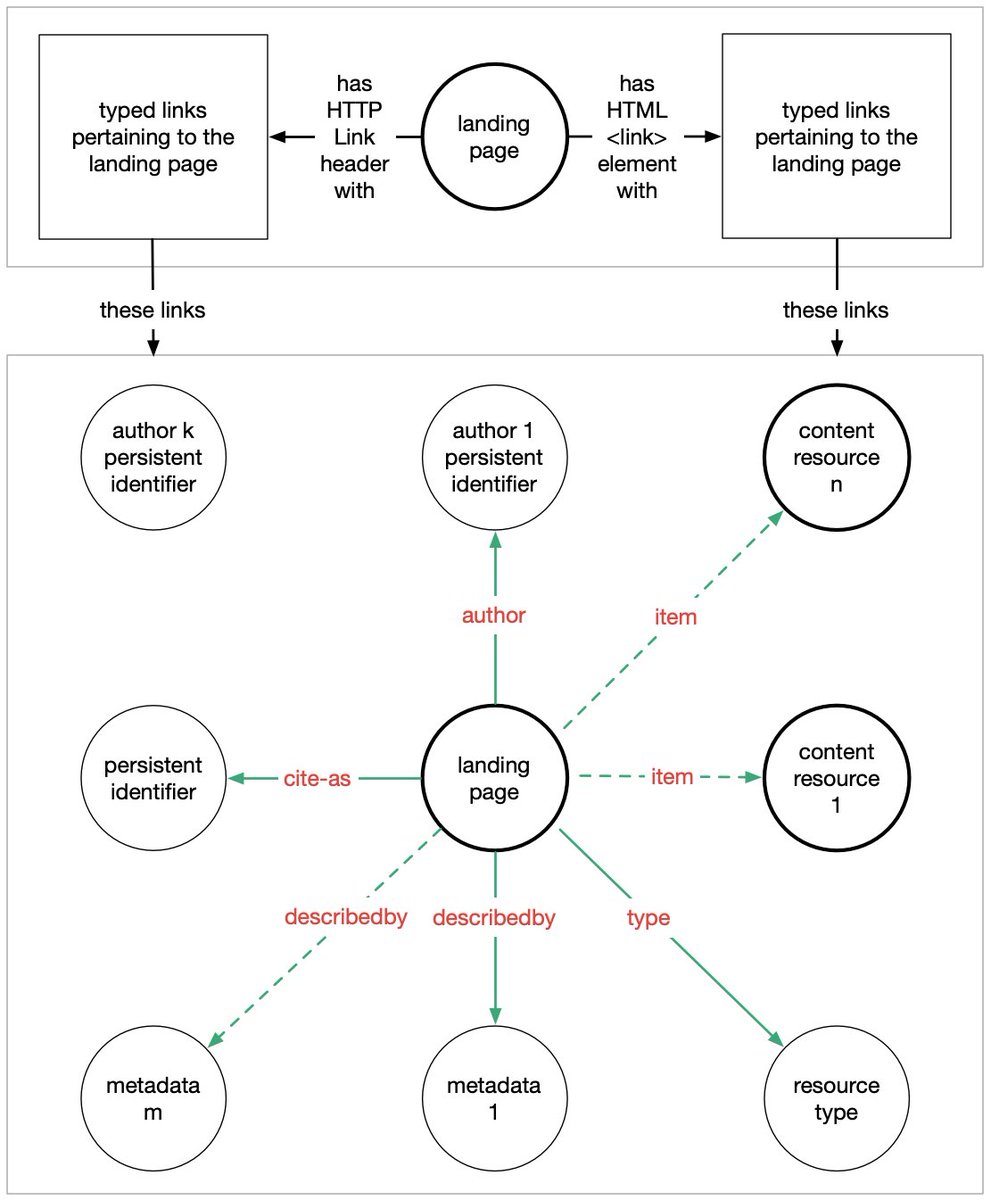 typed links
pertaining to the
landing page
has
HTTP
Link
header
with
landing
page
has
HTML
<link>
element
with
typed links
pertaining to the
landing page
these links
these links
author k
persistent
identifier
author 1
persistent
identifier
content
resource
n
author
item
persistent
identifier
cite-as
landing
page
item
content
resource
1
describedby
describedby
type
metadata
m
metadata
1
resource
type